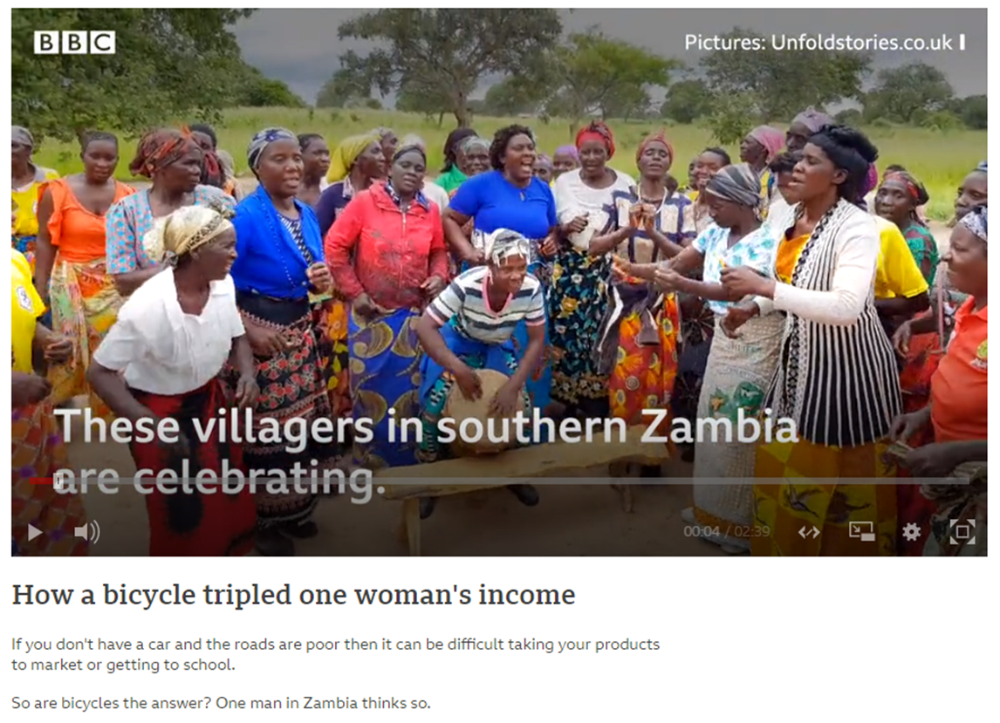 BBC
Pictures: Unfoldstories.co.uk
These villagers in southern Zambia
are celebrating.
00:04 / 02:39
How a bicycle tripled one woman's income
If you don't have a car and the roads are poor then it can be difficult taking your products
to market or getting to school.
So are bicycles the answer? One man in Zambia thinks so.